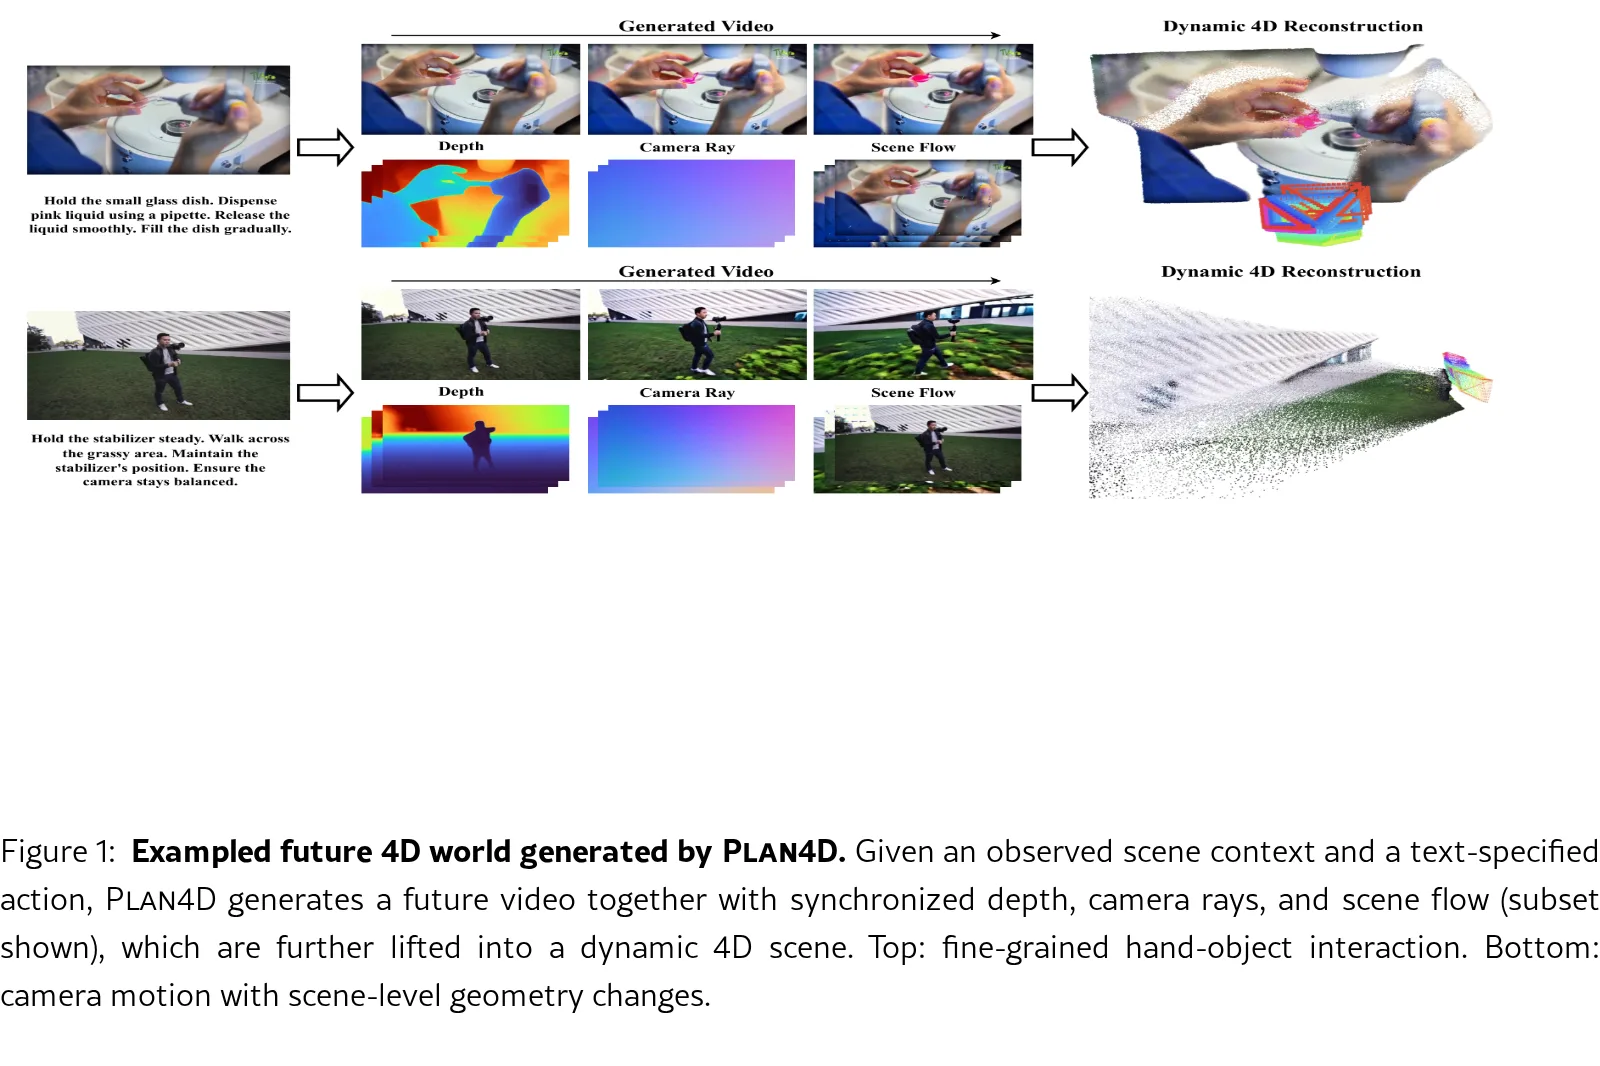 Generated Video
Dynamic 4D Reconstruction
Hold the small glass dish. Dispense
pink liquid using a pipette. Release the
liquid smoothly. Fill the dish gradually.
Depth
Camera Ray
Scene Flow
Generated Video
Dynamic 4D Reconstruction
Hold the stabilizer steady. Walk across
the grassy area. Maintain the
stabilizer's position. Ensure the
camera stays balanced.
Depth
Camera Ray
Scene Flow
Figure 1: Exampled future 4D world generated by PLAN4D. Given an observed scene context and a text-specified
action, PLAN4D generates a future video together with synchronized depth, camera rays, and scene flow (subset
shown), which are further lifted into a dynamic 4D scene. Top: fine-grained hand-object interaction. Bottom:
camera motion with scene-level geometry changes.